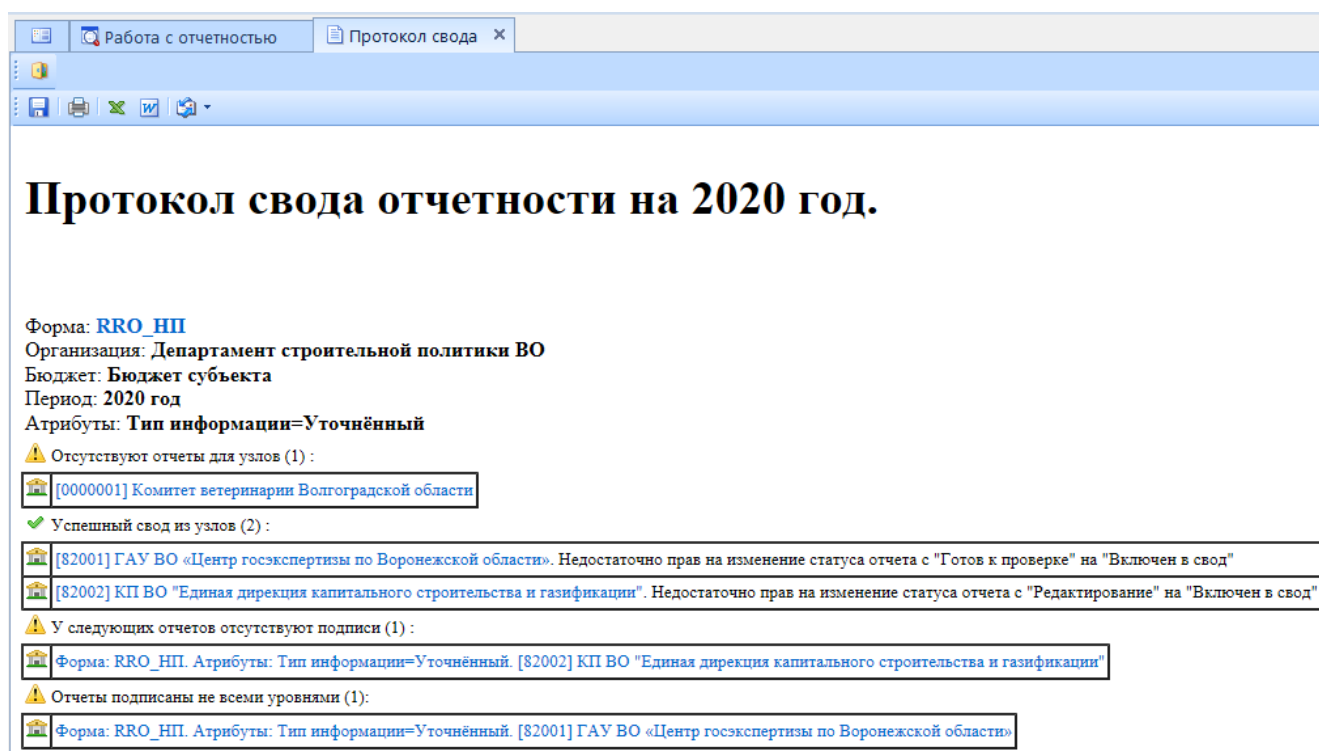 Работа с отчетностью
Протокол свода
Протокол свода отчетности на 2020 год.
Форма: RRO_НП
Организация: Департамент строительной политики ВО
Бюджет: Бюджет субъекта
Период: 2020 год
Атрибуты: Тип информации=Уточнённый
Отсутствуют отчеты для узлов (1) :
[0000001] Комитет ветеринарии Волгоградской области
Успешный свод из узлов (2) :
[82001] ГАУ ВО «Центр госэкспертизы по Воронежской области». Недостаточно прав на изменение статуса отчета с "Готов к проверке" на "Включен в свод"
[82002] КП ВО "Единая дирекция капитального строительства и газификации". Недостаточно прав на изменение статуса отчета с "Редактирование" на "Включен в свод"
У следующих отчетов отсутствуют подписи (1) :
Форма: RRO_НП. Атрибуты: Тип информации=Уточнённый. [82002] КП ВО "Единая дирекция капитального строительства и газификации"
Отчеты подписаны не всеми уровнями (1):
Форма: RRO_НП. Атрибуты: Тип информации=Уточнённый. [82001] ГАУ ВО «Центр госэкспертизы по Воронежской области»